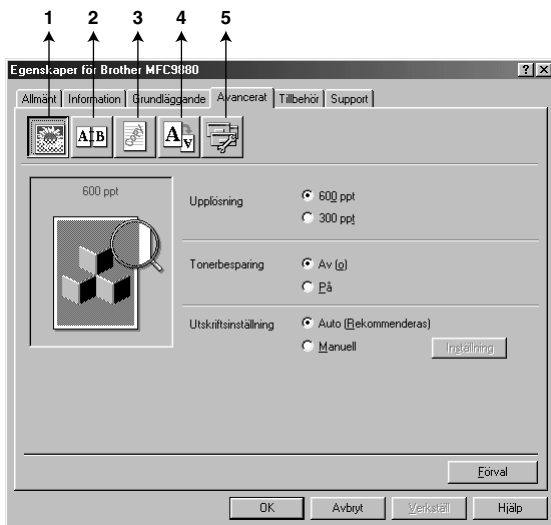 1 2 3 4 5
Egenskaper för Brother MFC9880
Allmänt Information Grundläggande Avancerat Tillbehör Support
A B Copy A A
600 ppt
Upplösning
600 ppt
300 ppt
Tonerbesparing
Av (o)
På
Utskriftsinställning
Auto (Rekommenderas)
Manuell
Inställning
Förval
OK Avbryt Verkställ Hjälp